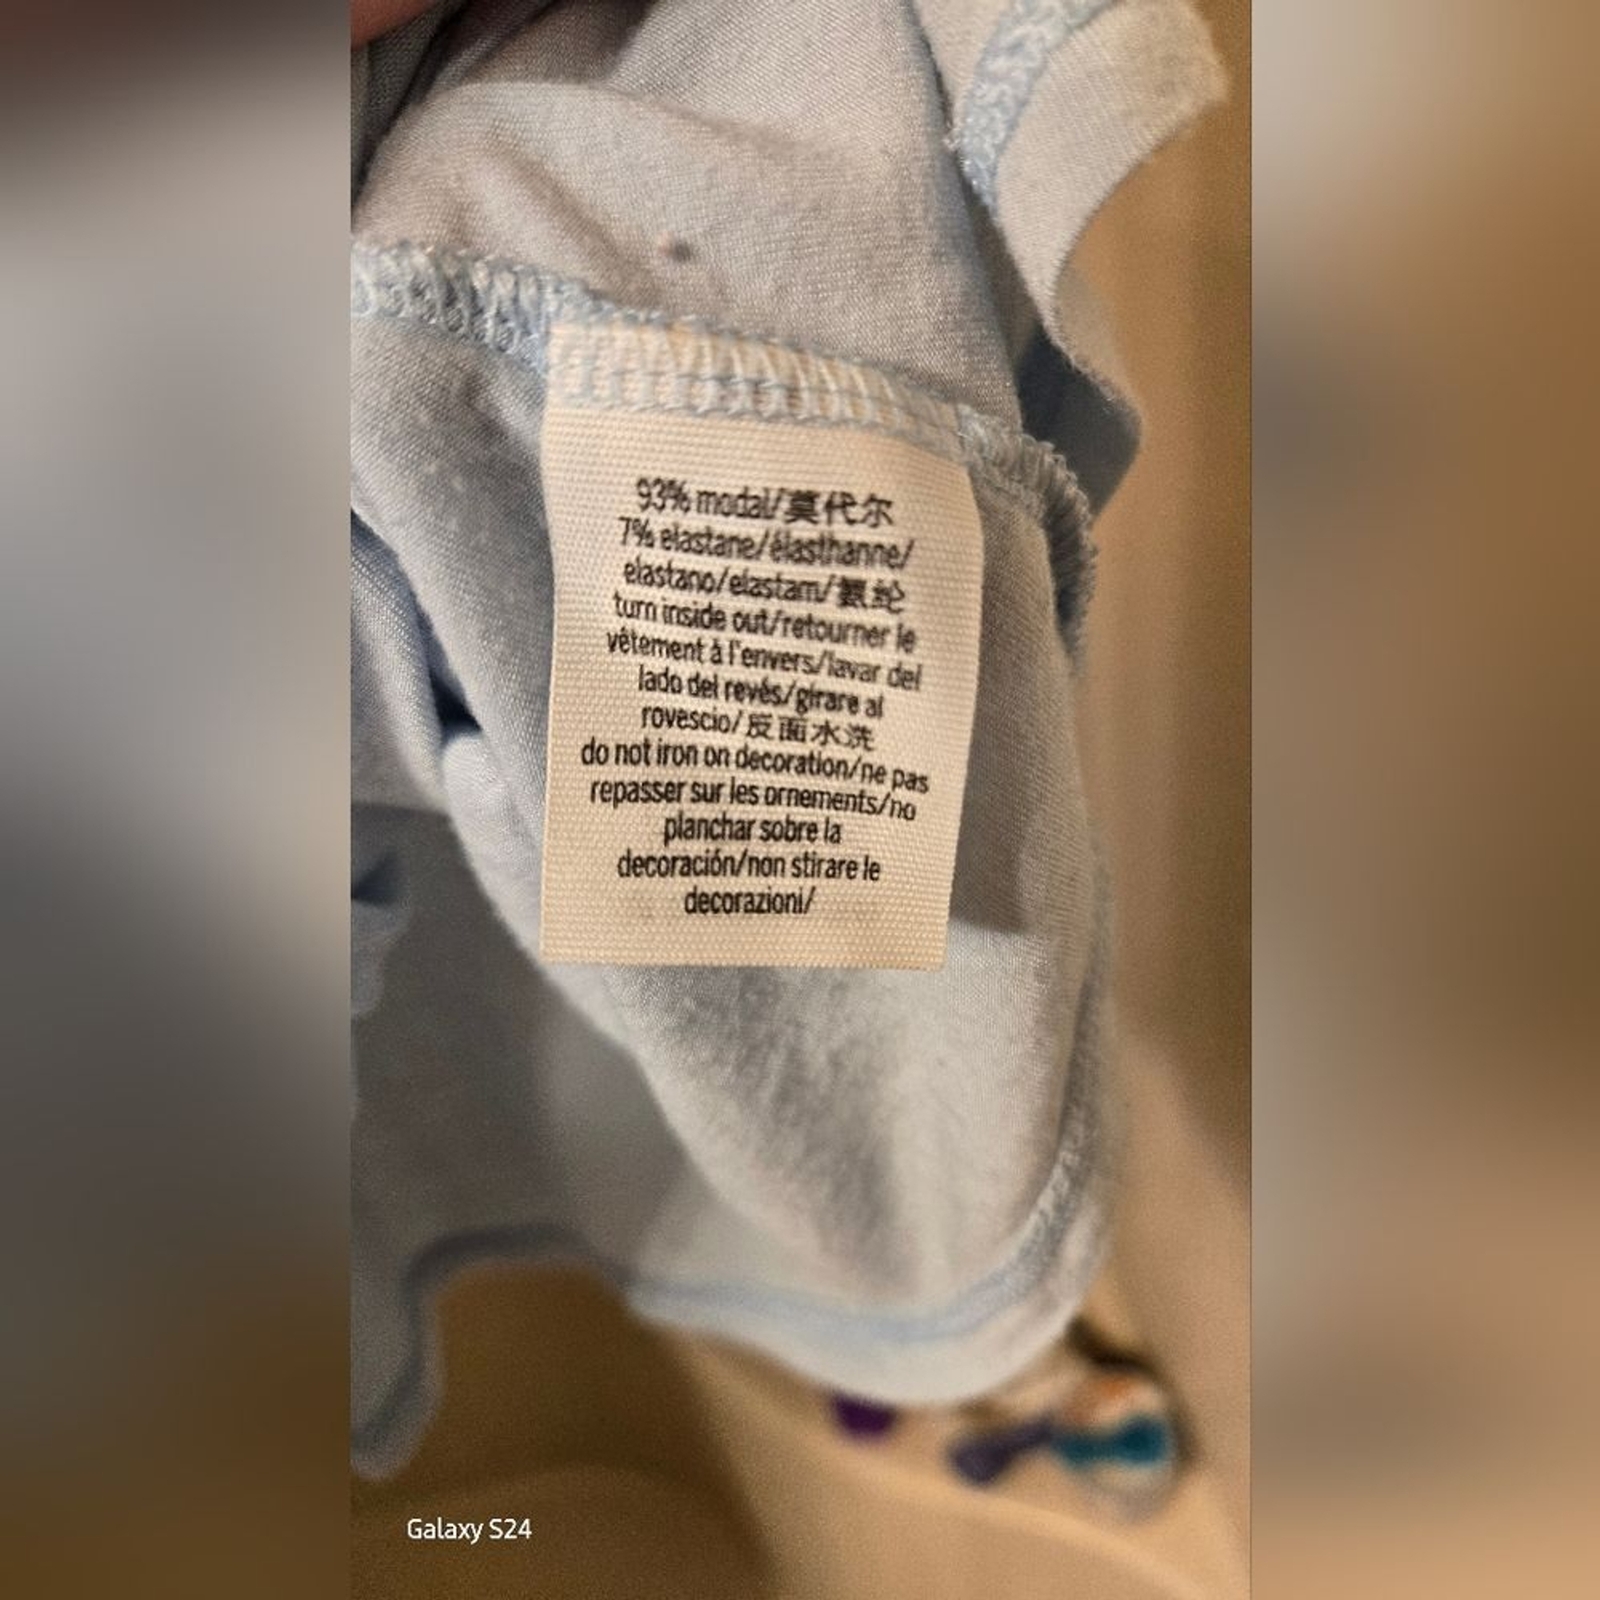 93% modal/莫代尔
7% elastane/élasthanne/
elastano/elastam/氨纶
turn inside out/retourner le
vêtement à l'envers/lavar del
lado del revés/girare al
rovescio/反面水洗
do not iron on decoration/ne pas
repasser sur les ornements/no
planchar sobre la
decoración/non stirare le
decorazioni/
Galaxy S24